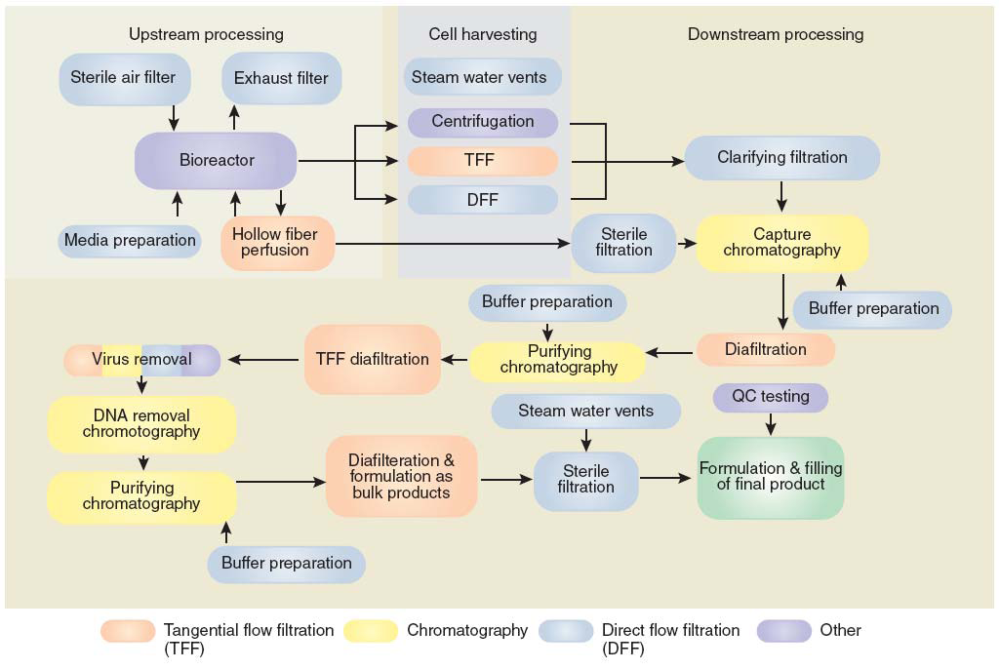 Upstream processing
Cell harvesting
Downstream processing
Sterile air filter
Exhaust filter
Steam water vents
Centrifugation
Bioreactor
TFF
Clarifying filtration
DFF
Media preparation
Hollow fiber
perfusion
Sterile
filtration
Capture
chromatography
Buffer preparation
Buffer preparation
Virus removal
TFF diafiltration
Purifying
chromatography
Diafiltration
QC testing
Steam water vents
DNA removal
chromotography
Diafilteration &
formulation as
bulk products
Sterile
filtration
Formulation & filling
of final product
Purifying
chromatography
Buffer preparation
Tangential flow filtration
(TFF)
Chromatography
Direct flow filtration
(DFF)
Other